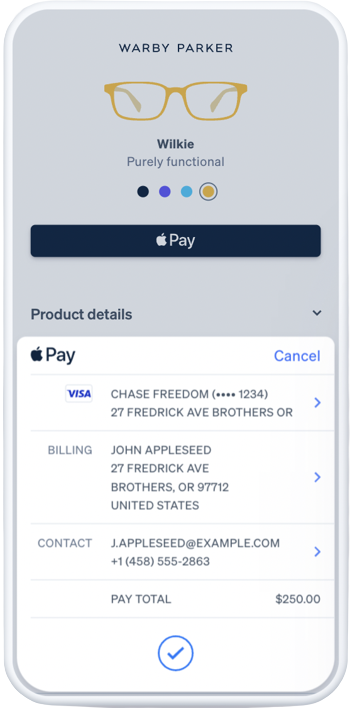 WARBY PARKER
Wilkie
Purely functional
Pay
Product details
Pay Cancel
VISA CHASE FREEDOM (•••• 1234)
27 FREDRICK AVE BROTHERS OR
BILLING JOHN APPLESEED
27 FREDRICK AVE
BROTHERS, OR 97712
UNITED STATES
CONTACT J.APPLESEED@EXAMPLE.COM
+1 (458) 555-2863
PAY TOTAL $250.00